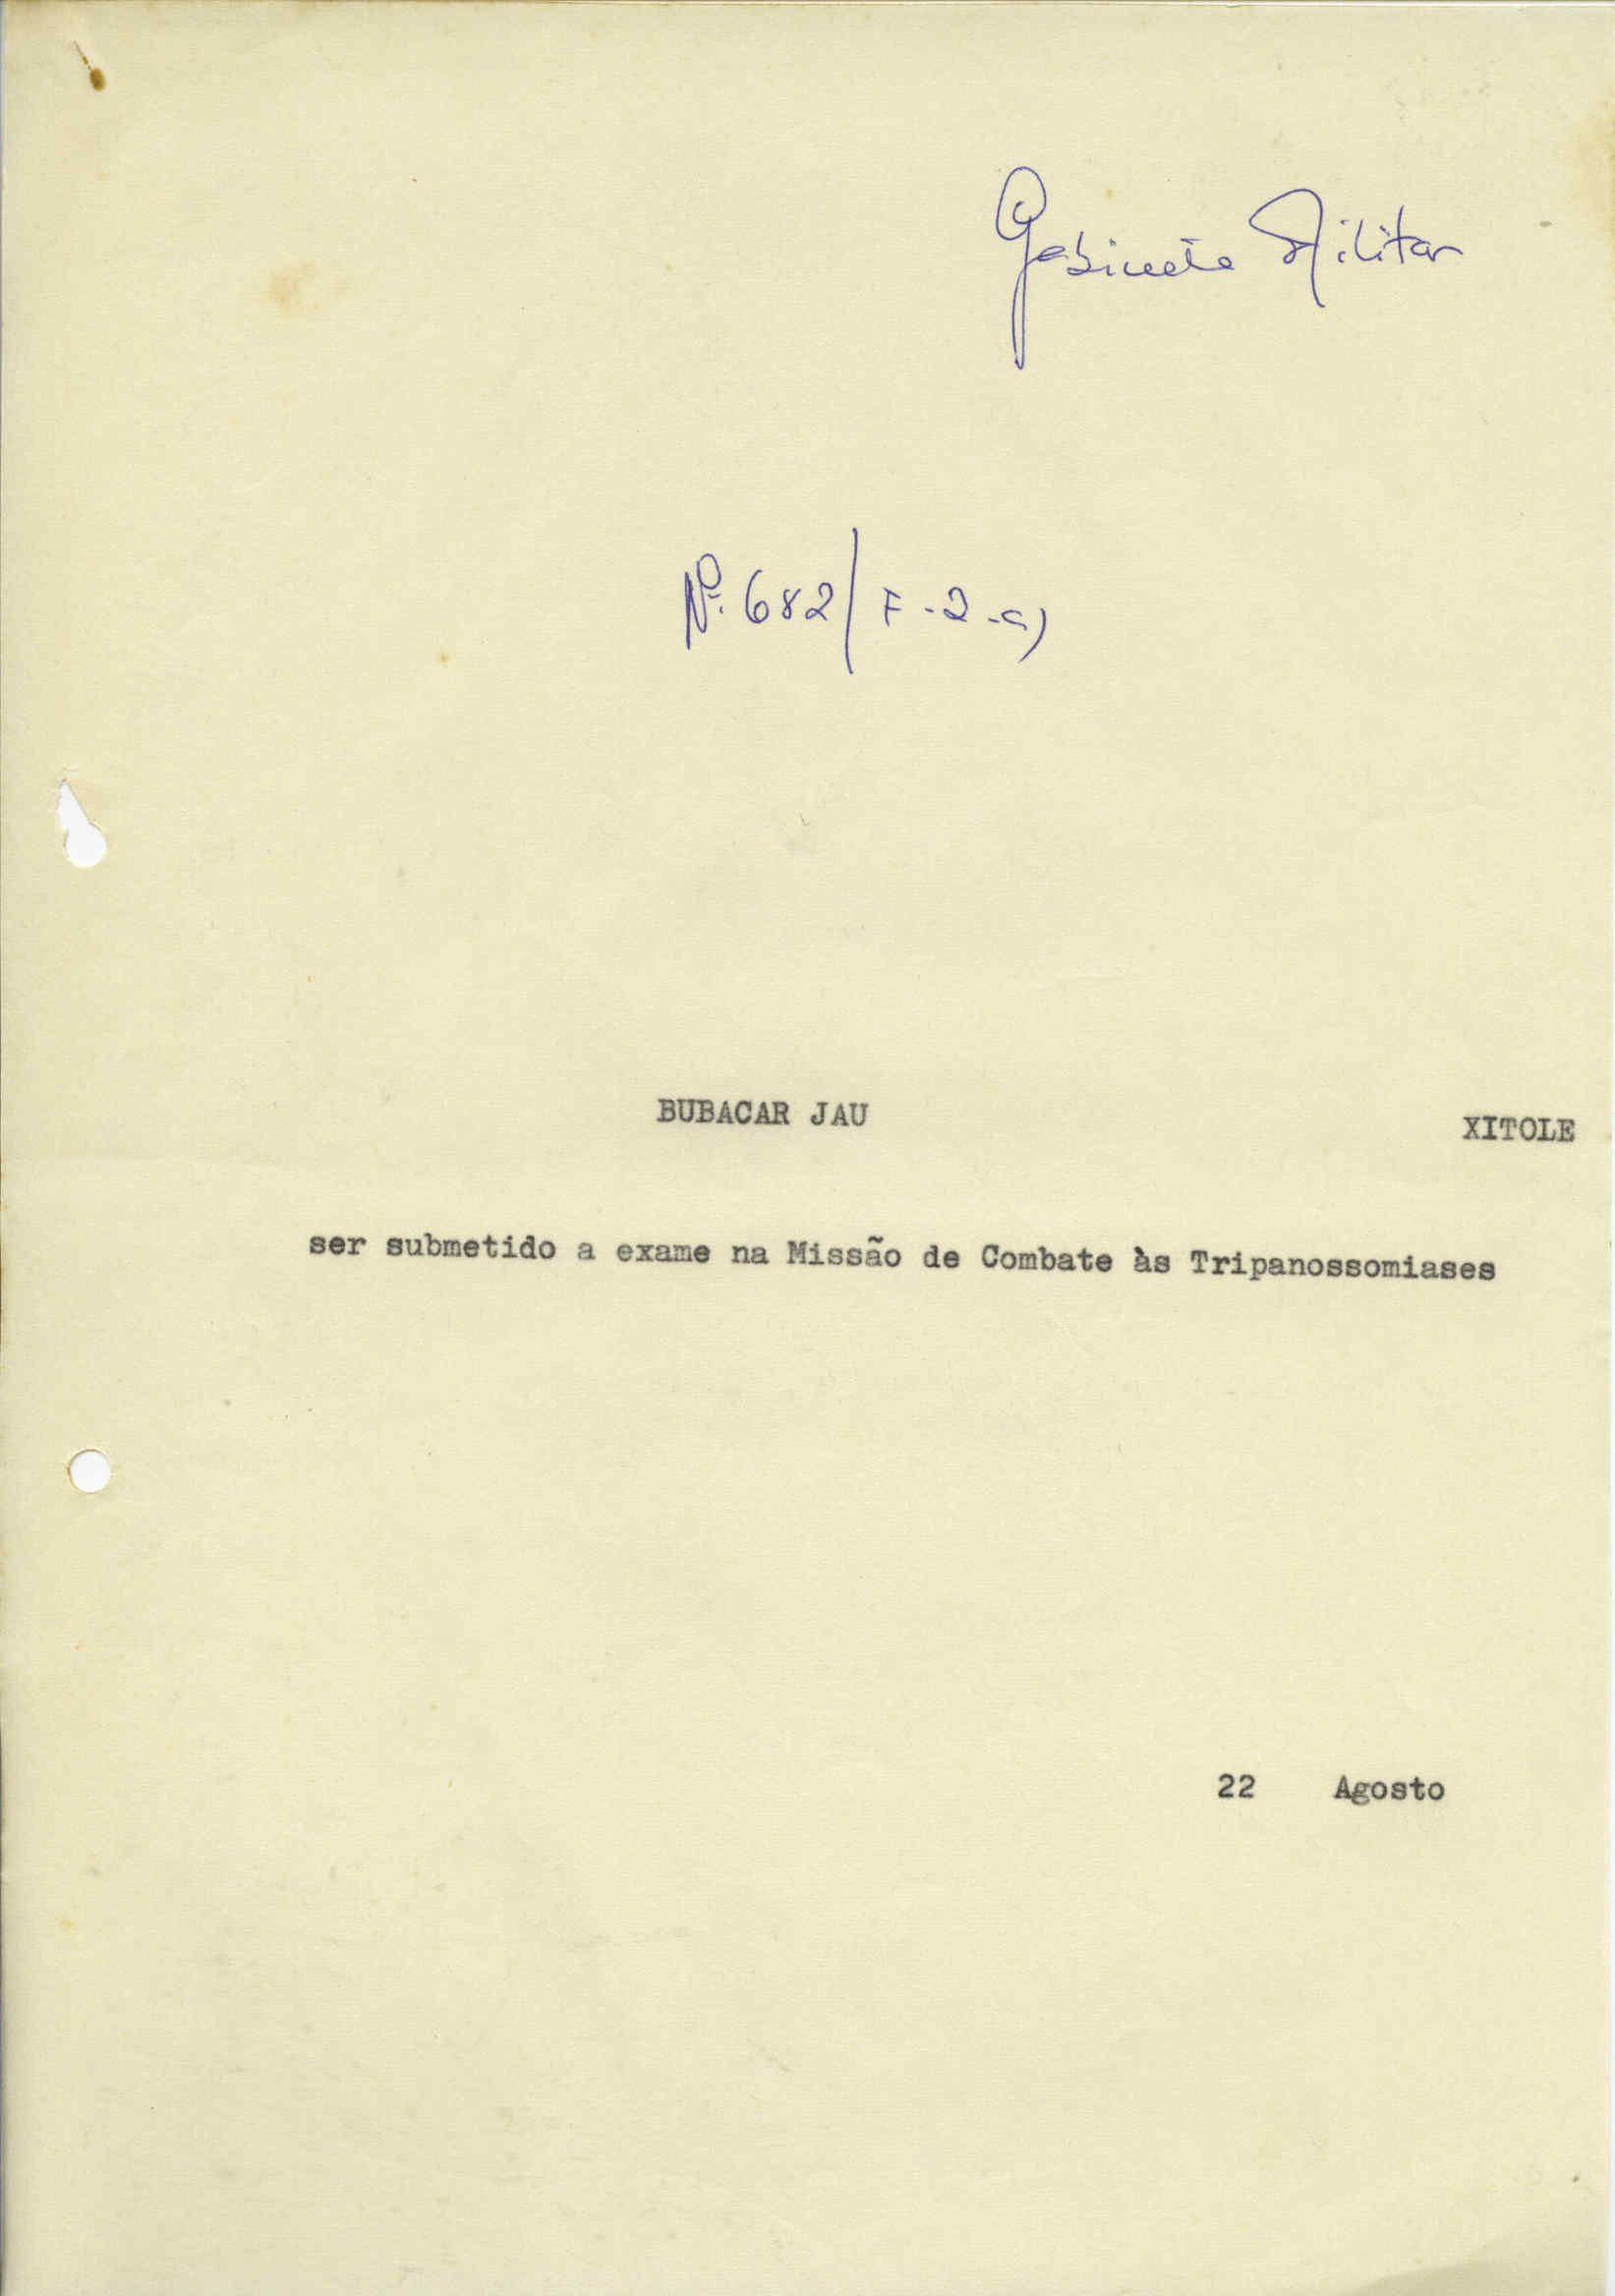 Gabinete Militar
Nº. 682/F-2-a)
BUBACAR JAU XITOLE
ser submetido a exame na Missão de Combate às Tripanossomiases
22 Agosto